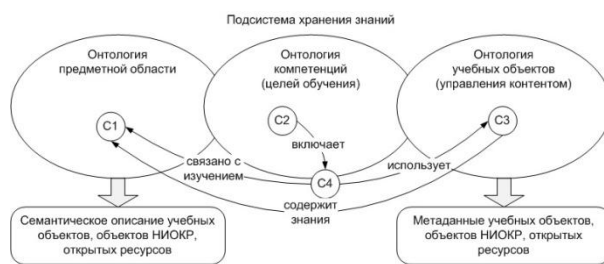 Подсистема хранения знаний
Онтология
предметной области
Онтология
компетенций
(целей обучения)
Онтология
учебных объектов
(управления контентом)
C1
C2
C3
включает
связано с
изучением
использует
C4
содержит
знания
Семантическое описание учебных
объектов, объектов НИОКР,
открытых ресурсов
Метаданные учебных объектов,
объектов НИОКР, открытых
ресурсов